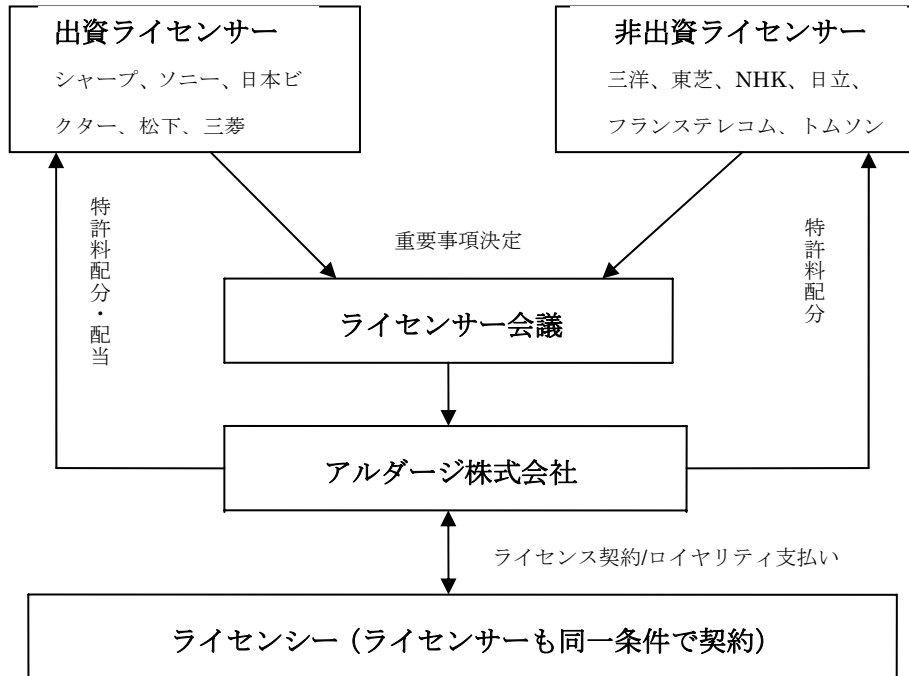 出資ライセンサー
シャープ、ソニー、日本ビ
クター、松下、三菱
非出資ライセンサー
三洋、東芝、NHK、日立、
フランステレコム、トムソン
特許料配分・配当
重要事項決定
特許料配分
ライセンサー会議
アルダージ株式会社
ライセンス契約/ロイヤリティ支払い
ライセンシー（ライセンサーも同一条件で契約）